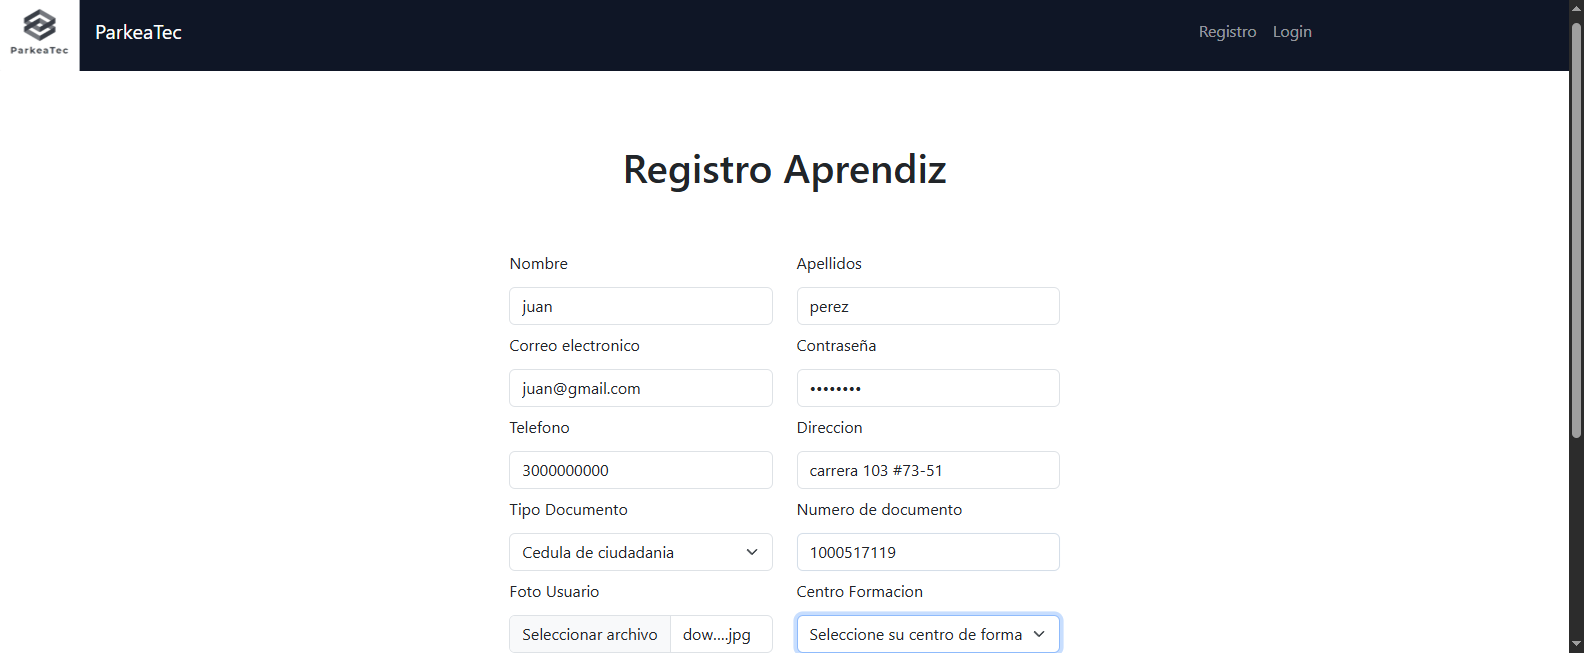 ParkeaTec
ParkeaTec
Registro Login
Registro Aprendiz
Nombre Apellidos
juan perez
Correo electronico Contraseña
juan@gmail.com ••••••••
Telefono Direccion
3000000000 carrera 103 #73-51
Tipo Documento Numero de documento
Cedula de ciudadania 1000517119
Foto Usuario Centro Formacion
Seleccionar archivo dow....jpg Seleccione su centro de forma